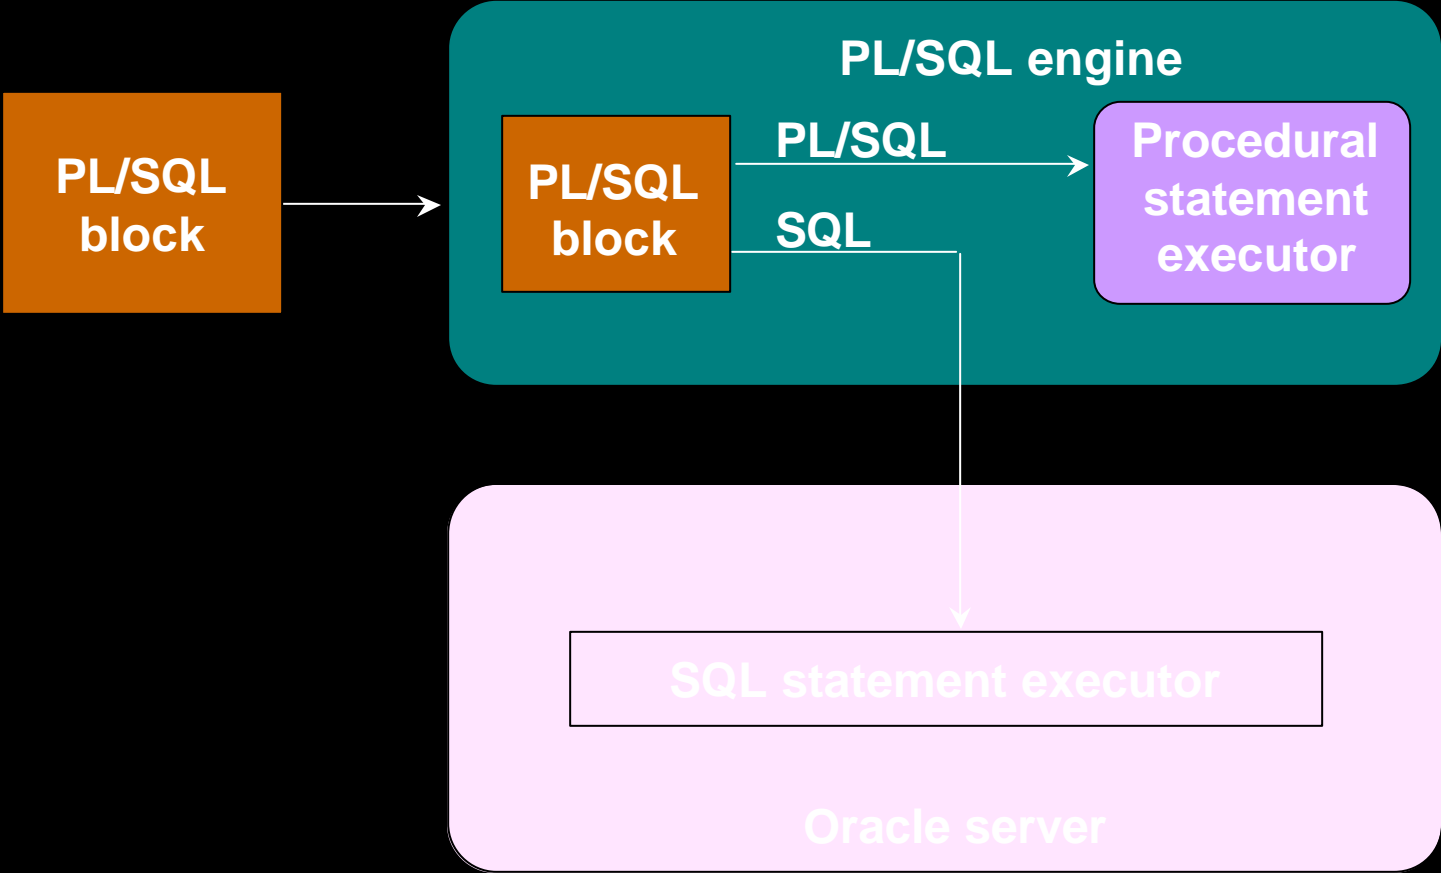 PL/SQL engine
PL/SQL
block
PL/SQL
block
PL/SQL
SQL
Procedural
statement
executor
SQL statement executor
Oracle server